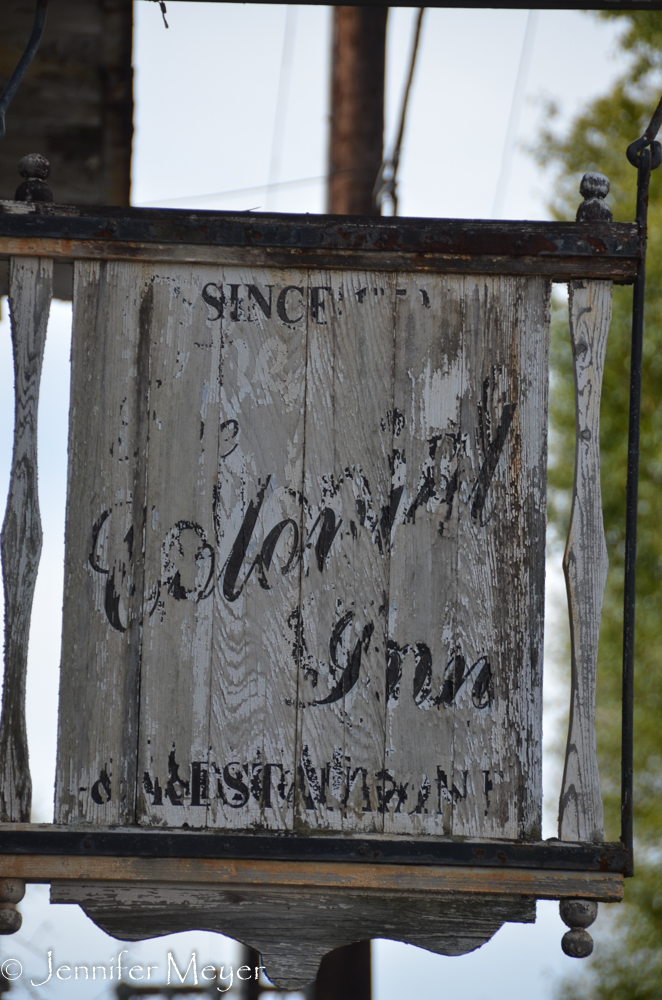 SINCE
Colonial
Inn
& RESTAURANT
© Jennifer Meyer